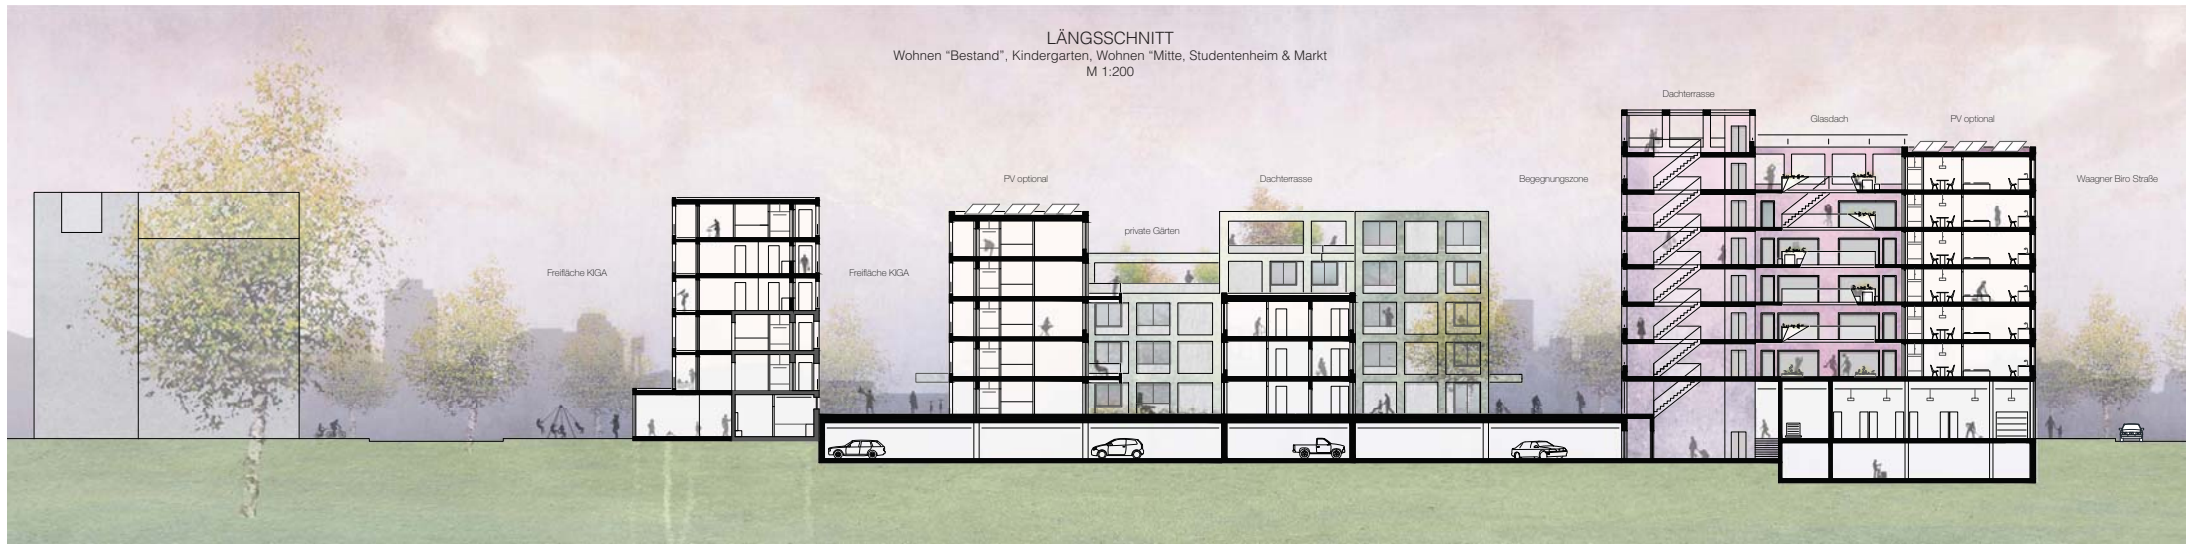 LÄNGSSCHNITT
Wohnen “Bestand”, Kindergarten, Wohnen “Mitte, Studentenheim & Markt
M 1:200
Dachterrasse
Glasdach
PV optional
PV optional
Dachterrasse
Begegnungszone
Waagner Biro Straße
private Gärten
Freifläche KIGA
Freifläche KIGA